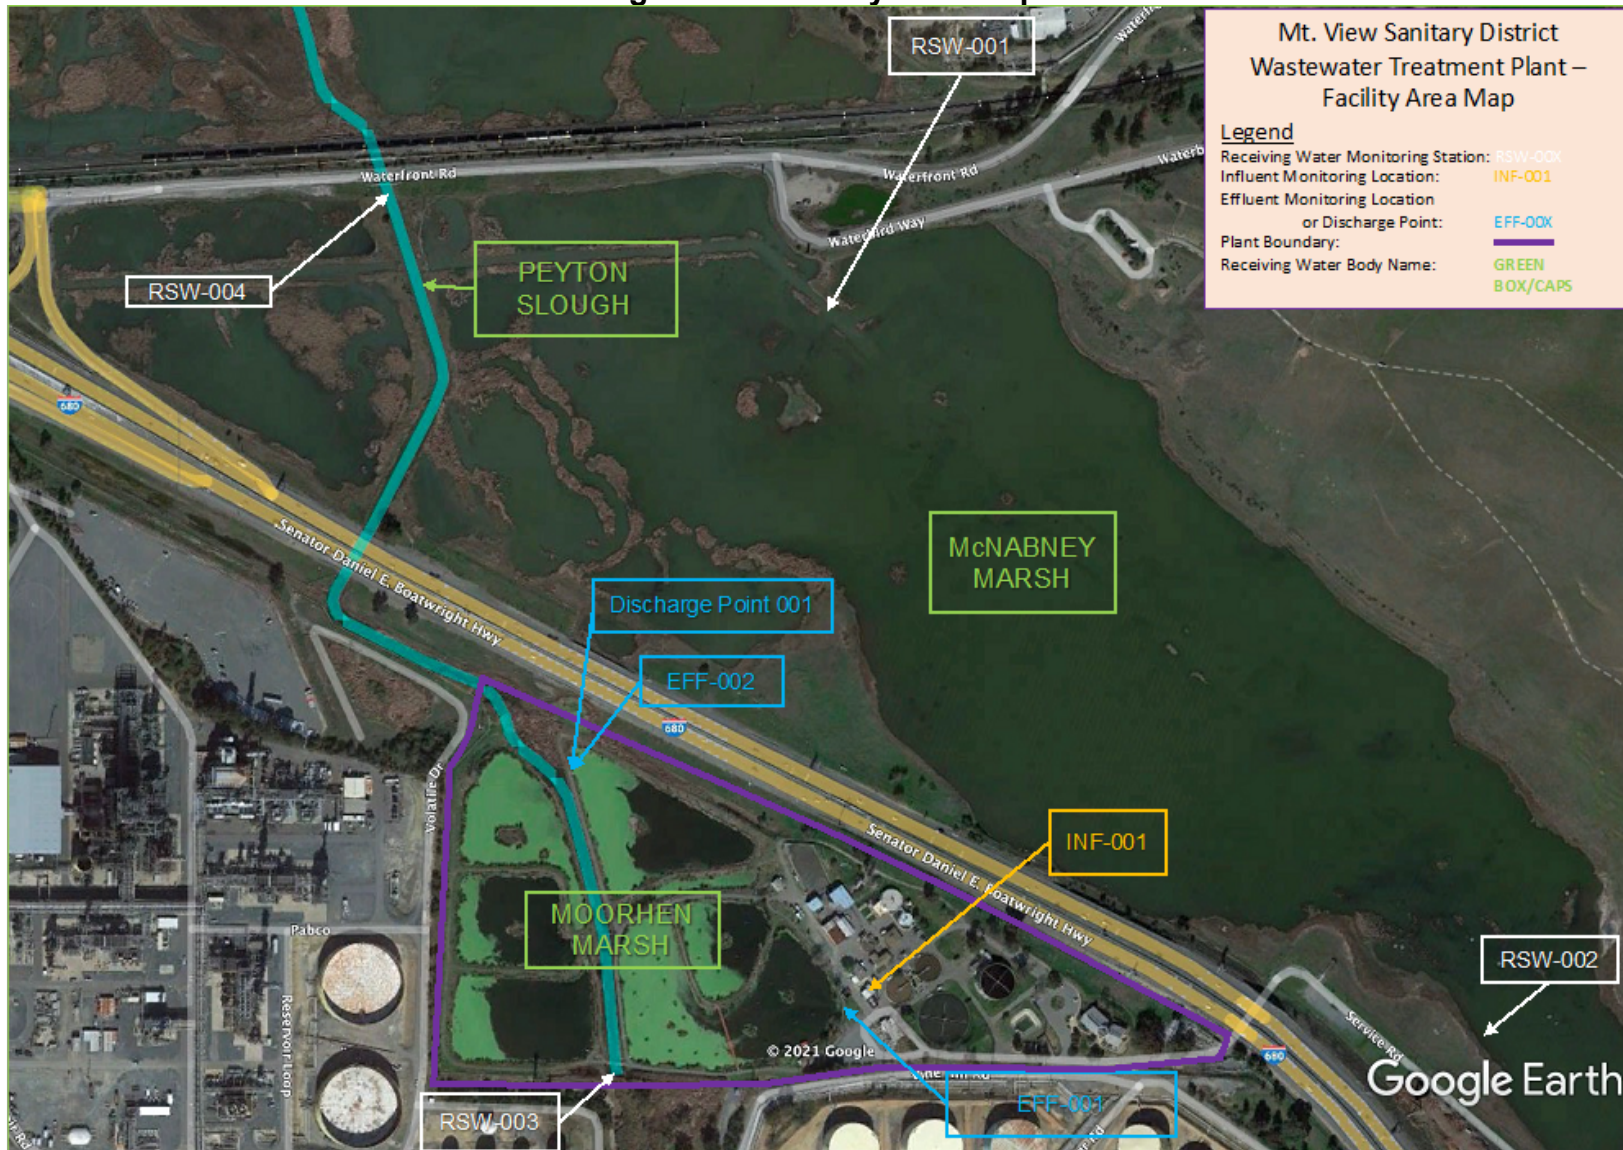 RSW-001
Mt. View Sanitary District
Wastewater Treatment Plant –
Facility Area Map
Legend
Receiving Water Monitoring Station: RSW-00X
Influent Monitoring Location: INF-001
Effluent Monitoring Location
or Discharge Point: EFF-00X
Plant Boundary:
Receiving Water Body Name: GREEN
BOX/CAPS
Waterfront Rd
Waterfront Rd
Waterbird Way
RSW-004
PEYTON
SLOUGH
680
Senator Daniel E. Boatwright Hwy
McNABNEY
MARSH
Discharge Point 001
EFF-002
680
Volatile Dr
Senator Daniel E. Boatwright Hwy
INF-001
MOORHEN
MARSH
Pabco
Reservoir Loop
RSW-002
Service Rd
© 2021 Google
680
Google Earth
RSW-003
EFF-001